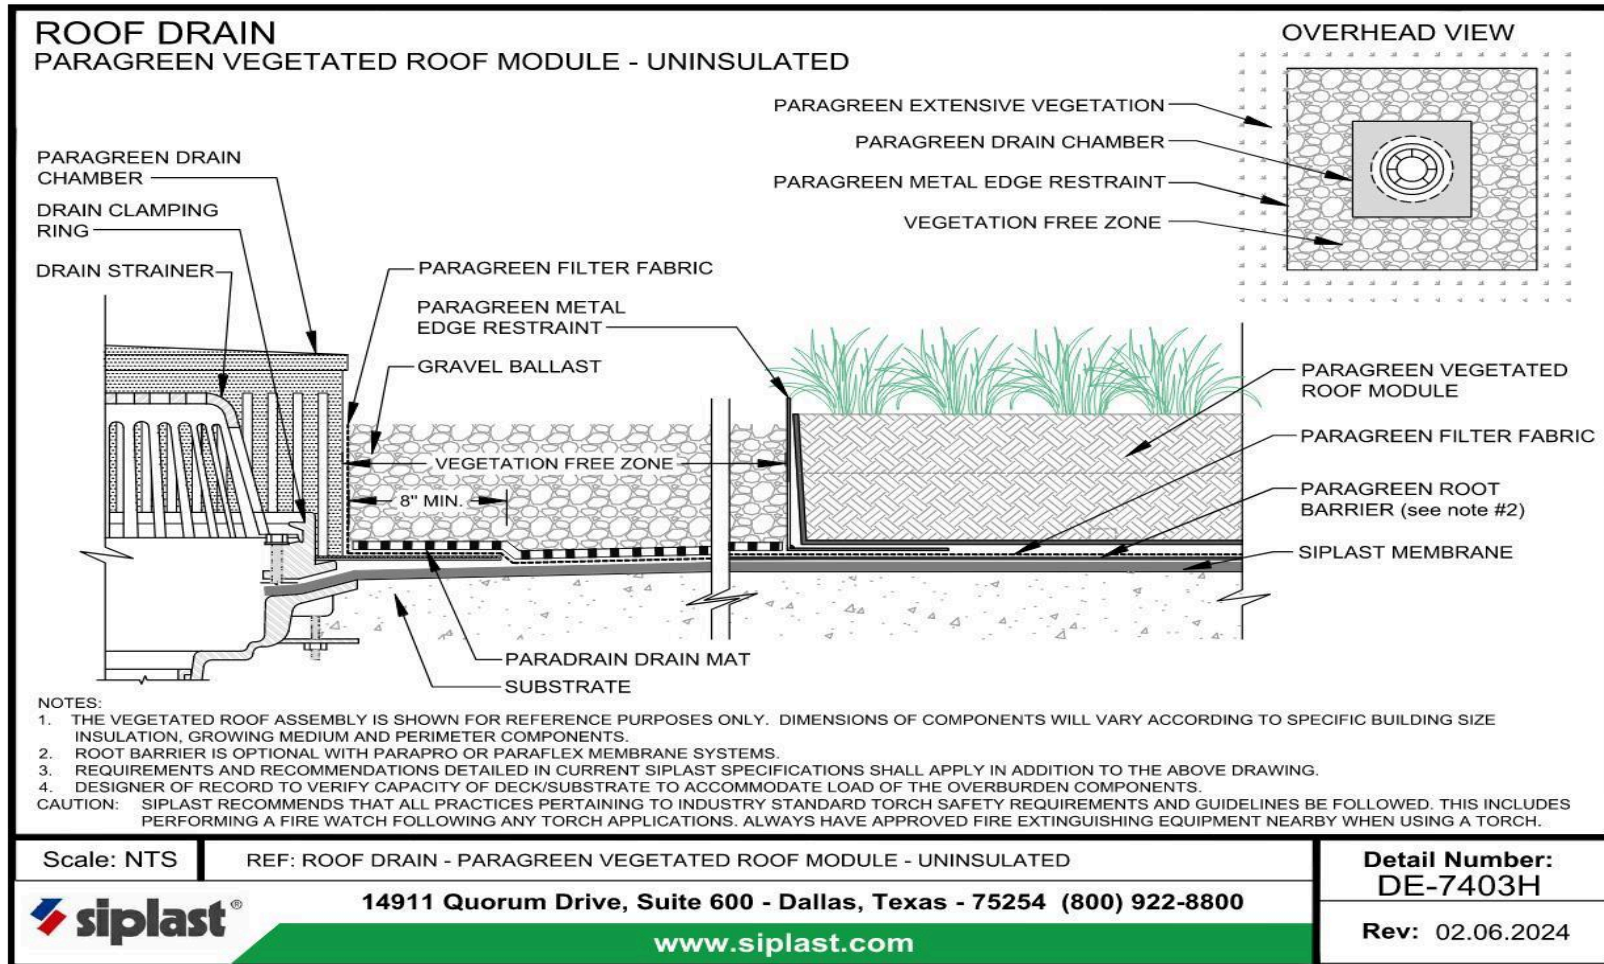 ROOF DRAIN
PARAGREEN VEGETATED ROOF MODULE - UNINSULATED
OVERHEAD VIEW
PARAGREEN EXTENSIVE VEGETATION
PARAGREEN DRAIN CHAMBER
PARAGREEN METAL EDGE RESTRAINT
VEGETATION FREE ZONE
PARAGREEN DRAIN
CHAMBER
DRAIN CLAMPING
RING
DRAIN STRAINER
PARAGREEN FILTER FABRIC
PARAGREEN METAL
EDGE RESTRAINT
GRAVEL BALLAST
VEGETATION FREE ZONE
8" MIN.
PARAGREEN VEGETATED
ROOF MODULE
PARAGREEN FILTER FABRIC
PARAGREEN ROOT
BARRIER (see note #2)
SIPLAST MEMBRANE
PARADRAIN DRAIN MAT
SUBSTRATE
NOTES:
1. THE VEGETATED ROOF ASSEMBLY IS SHOWN FOR REFERENCE PURPOSES ONLY. DIMENSIONS OF COMPONENTS WILL VARY ACCORDING TO SPECIFIC BUILDING SIZE
INSULATION, GROWING MEDIUM AND PERIMETER COMPONENTS.
2. ROOT BARRIER IS OPTIONAL WITH PARAPRO OR PARAFLEX MEMBRANE SYSTEMS.
3. REQUIREMENTS AND RECOMMENDATIONS DETAILED IN CURRENT SIPLAST SPECIFICATIONS SHALL APPLY IN ADDITION TO THE ABOVE DRAWING.
4. DESIGNER OF RECORD TO VERIFY CAPACITY OF DECK/SUBSTRATE TO ACCOMMODATE LOAD OF THE OVERBURDEN COMPONENTS.
CAUTION: SIPLAST RECOMMENDS THAT ALL PRACTICES PERTAINING TO INDUSTRY STANDARD TORCH SAFETY REQUIREMENTS AND GUIDELINES BE FOLLOWED. THIS INCLUDES
PERFORMING A FIRE WATCH FOLLOWING ANY TORCH APPLICATIONS. ALWAYS HAVE APPROVED FIRE EXTINGUISHING EQUIPMENT NEARBY WHEN USING A TORCH.
Scale: NTS
REF: ROOF DRAIN - PARAGREEN VEGETATED ROOF MODULE - UNINSULATED
Detail Number:
DE-7403H
siplast®
14911 Quorum Drive, Suite 600 - Dallas, Texas - 75254 (800) 922-8800
www.siplast.com
Rev: 02.06.2024